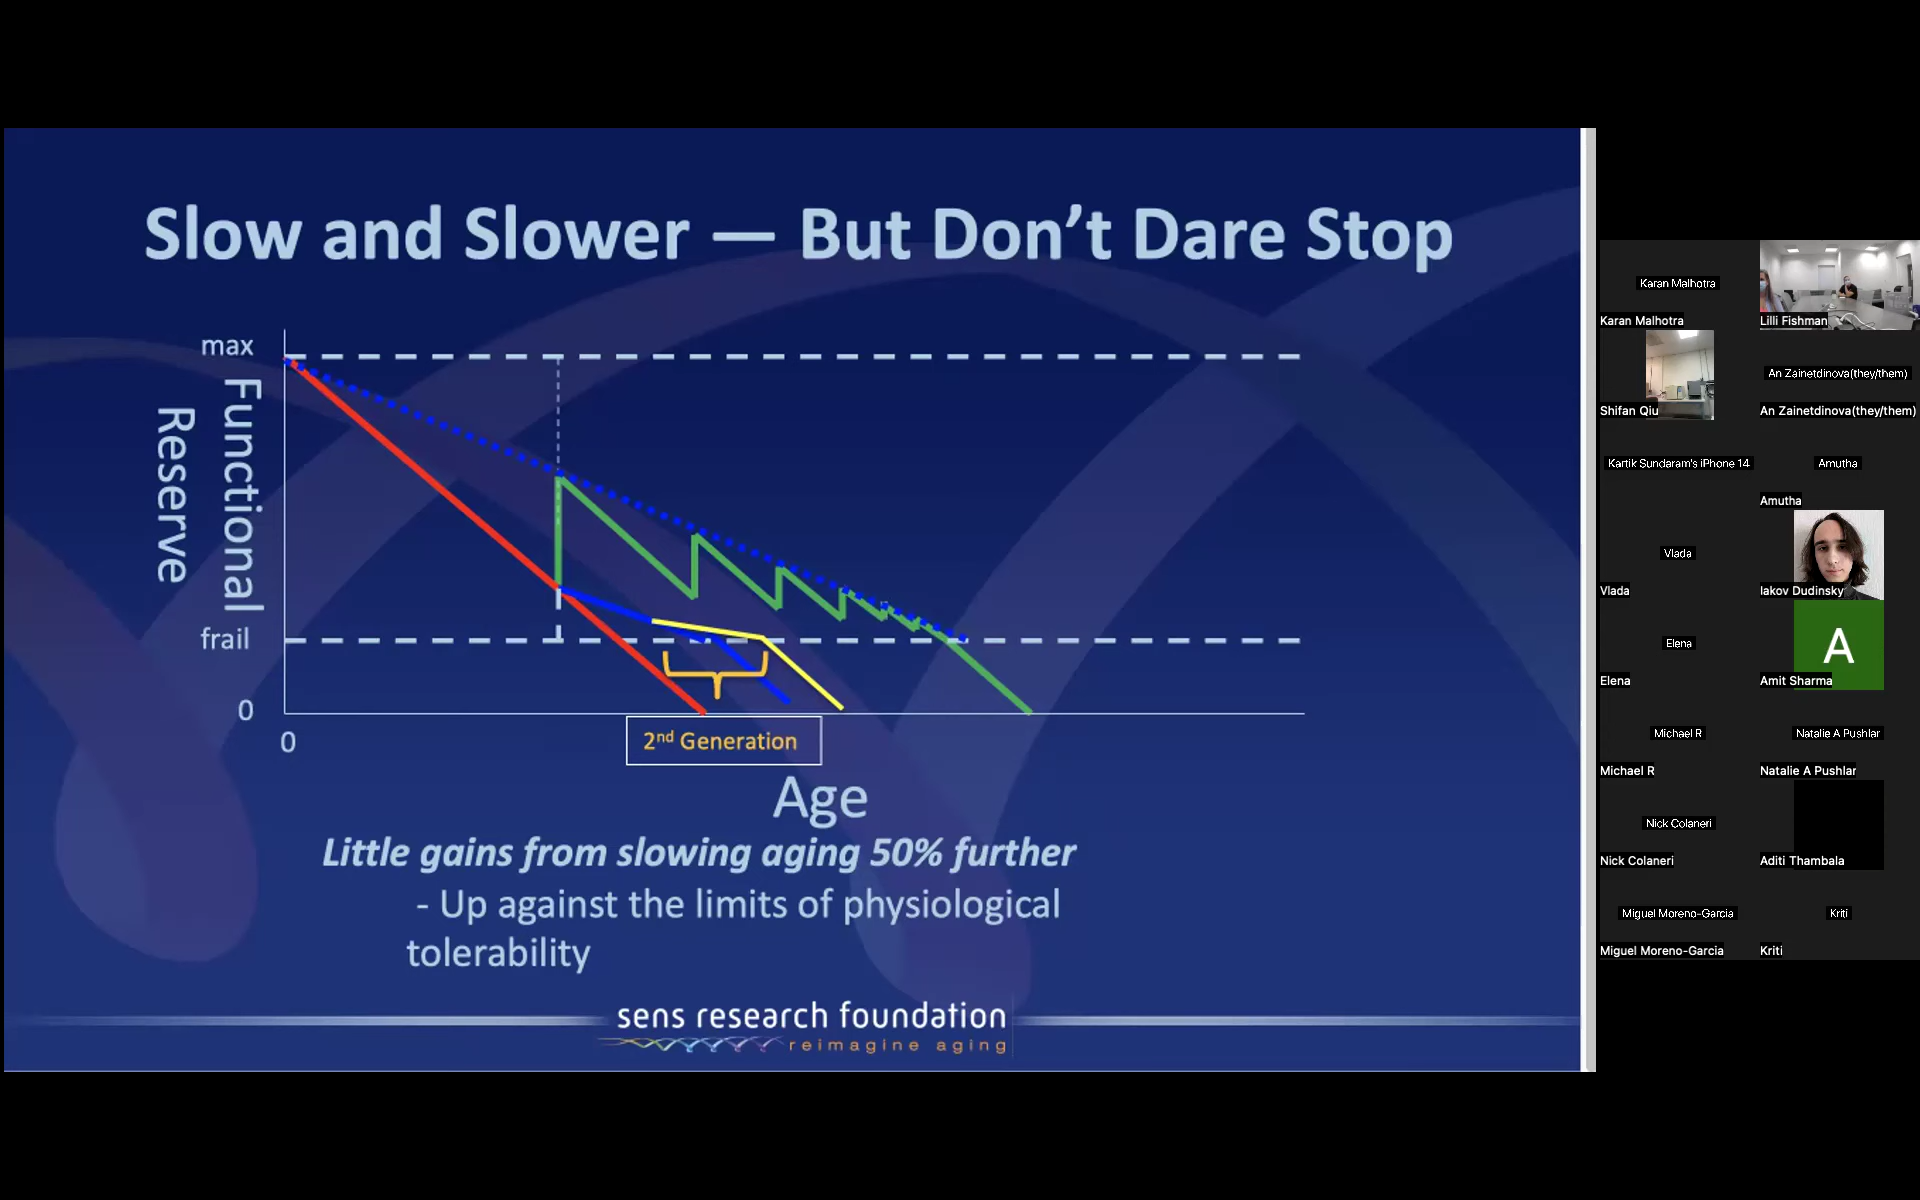 Slow and Slower — But Don't Dare Stop
max
Functional
Reserve
frail
0
0
2nd Generation
Age
Little gains from slowing aging 50% further
- Up against the limits of physiological
tolerability
sens research foundation
reimagine aging
Karan Malhotra
Karan Malhotra
Lilli Fishman
Shifan Qiu
An Zainetdinova(they/them)
An Zainetdinova(they/them)
Kartik Sundaram's iPhone 14
Amutha
Amutha
Vlada
Vlada
Iakov Dudinsky
Elena
Elena
A
Amit Sharma
Michael R
Michael R
Natalie A Pushlar
Natalie A Pushlar
Nick Colaneri
Nick Colaneri
Aditi Thambala
Miguel Moreno-Garcia
Miguel Moreno-Garcia
Kriti
Kriti